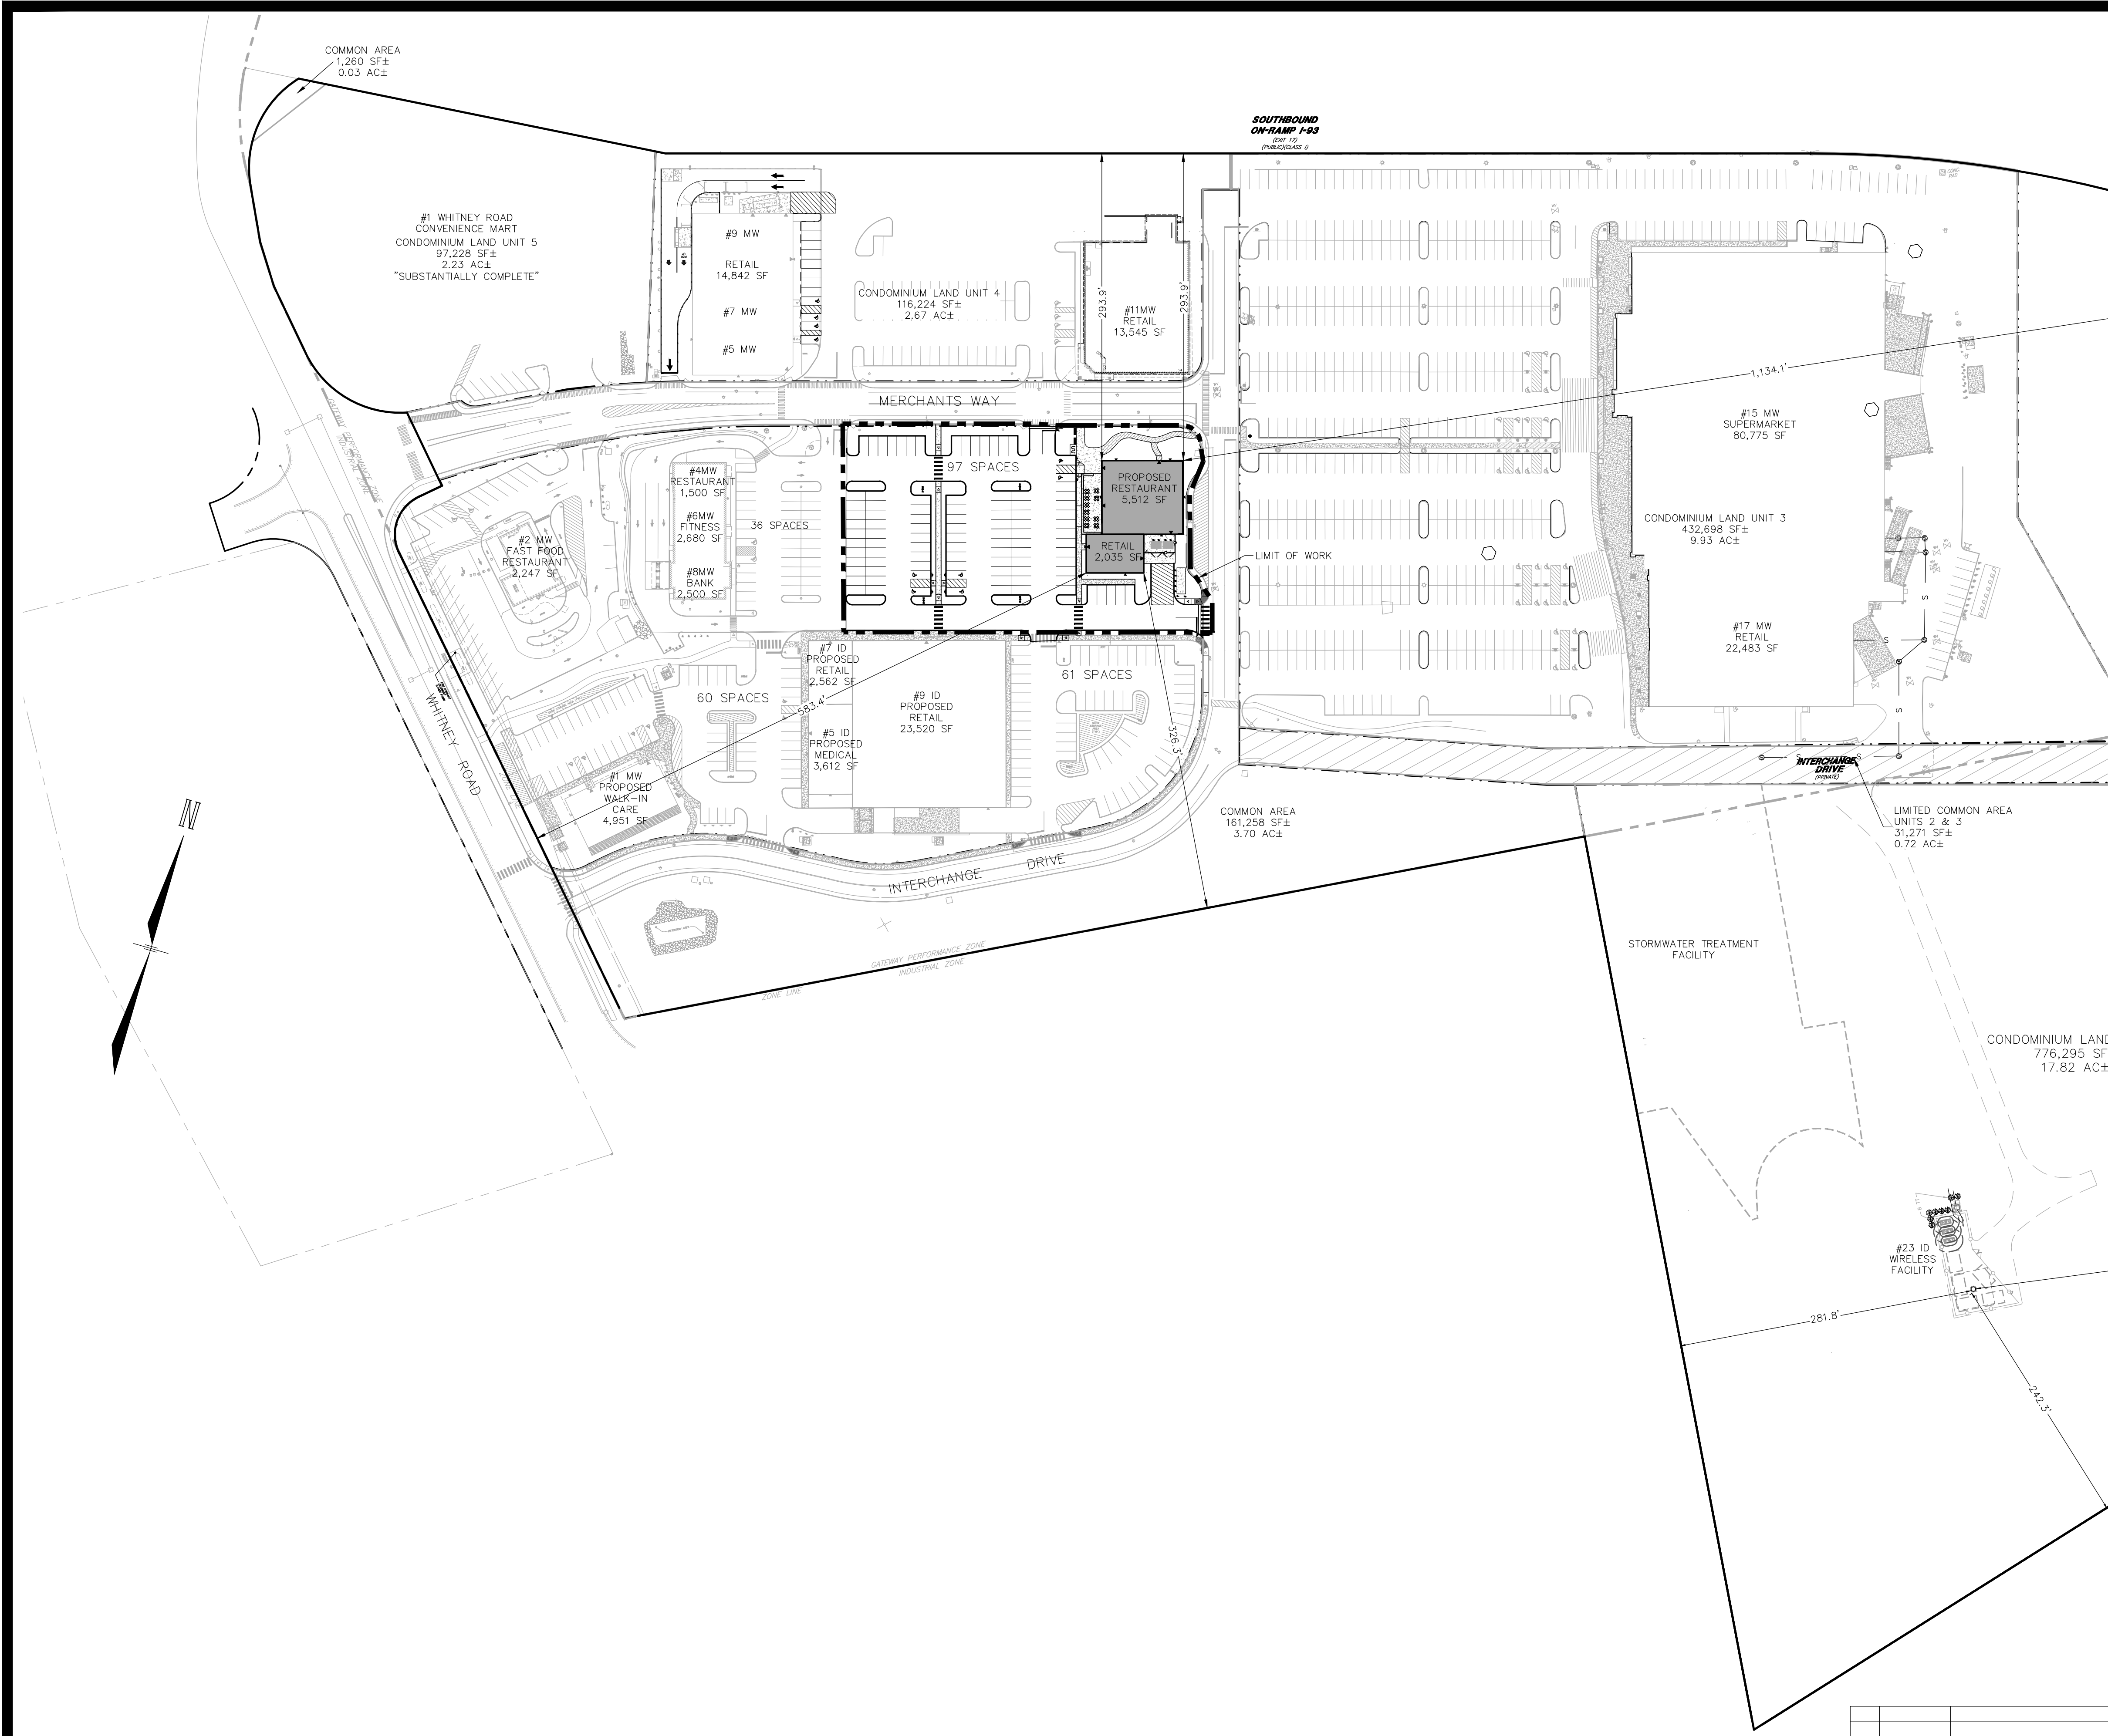 COMMON AREA
1,260 SF±
0.03 AC±
SOUTHBOUND
ON-RAMP I-93
(EXIT 17)
(PUBLIC)(CLASS I)
#1 WHITNEY ROAD
CONVENIENCE MART
CONDOMINIUM LAND UNIT 5
97,228 SF±
2.23 AC±
"SUBSTANTIALLY COMPLETE"
#9 MW
RETAIL
14,842 SF
#7 MW
#5 MW
CONDOMINIUM LAND UNIT 4
116,224 SF±
2.67 AC±
293.9'
293.9'
#11MW
RETAIL
13,545 SF
1,134.1'
MERCHANTS WAY
#15 MW
SUPERMARKET
80,775 SF
GATEWAY PERFORMANCE ZONE
INDUSTRIAL ZONE
97 SPACES
#4MW
RESTAURANT
1,500 SF
#6MW
FITNESS
2,680 SF
#8MW
BANK
2,500 SF
36 SPACES
PROPOSED
RESTAURANT
5,512 SF
RETAIL
2,035 SF
LIMIT OF WORK
CONDOMINIUM LAND UNIT 3
432,698 SF±
9.93 AC±
#2 MW
FAST FOOD
RESTAURANT
2,247 SF
#17 MW
RETAIL
22,483 SF
S
S
S
#7 ID
PROPOSED
RETAIL
2,562 SF
60 SPACES
583.4'
#9 ID
PROPOSED
RETAIL
23,520 SF
61 SPACES
#5 ID
PROPOSED
MEDICAL
3,612 SF
326.3'
WHITNEY ROAD
#1 MW
PROPOSED
WALK-IN
CARE
4,951 SF
S
S
INTERCHANGE
DRIVE
(PRIVATE)
COMMON AREA
161,258 SF±
3.70 AC±
LIMITED COMMON AREA
UNITS 2 & 3
31,271 SF±
0.72 AC±
INTERCHANGE DRIVE
N
GATEWAY PERFORMANCE ZONE
INDUSTRIAL ZONE
ZONE LINE
STORMWATER TREATMENT
FACILITY
CONDOMINIUM LAND
776,295 SF
17.82 AC±
#23 ID
WIRELESS
FACILITY
281.8'
242.3'